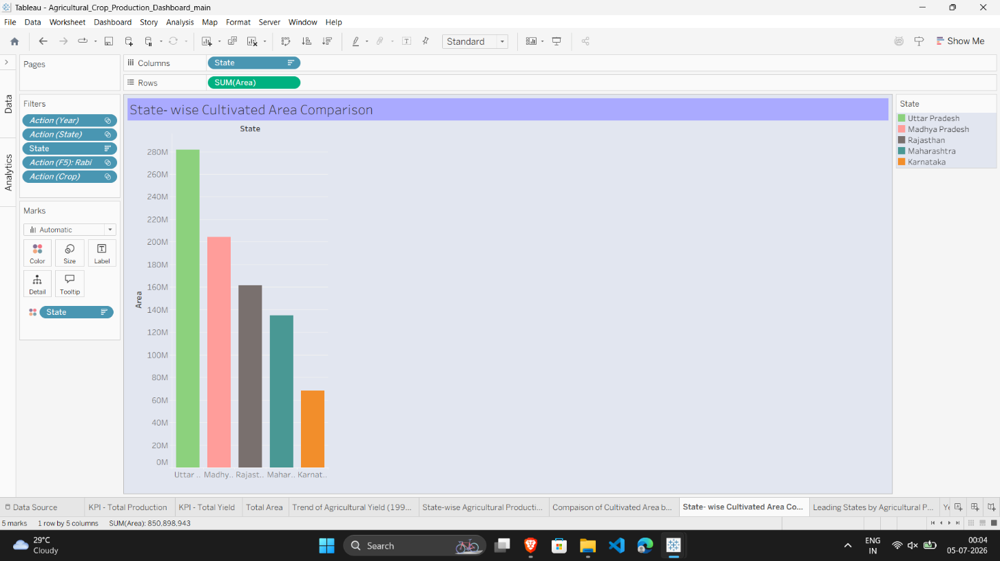 Tableau - Agricultural_Crop_Production_Dashboard_main
File Data Worksheet Dashboard Story Analysis Map Format Server Window Help
Standard
Show Me
Pages
Columns
State
Rows
SUM(Area)
Data
Analytics
Filters
Action (Year)
Action (State)
State
Action (F5): Rabi
Action (Crop)
Marks
Automatic
Color Size Label
Detail Tooltip
State
State- wise Cultivated Area Comparison
State
Area
280M
260M
240M
220M
200M
180M
160M
140M
120M
100M
80M
60M
40M
20M
0M
Uttar .. Madhy.. Rajast.. Mahar.. Karnat..
State
Uttar Pradesh
Madhya Pradesh
Rajasthan
Maharashtra
Karnataka
Data Source KPI - Total Production KPI - Total Yield Total Area Trend of Agricultural Yield (199... State-wise Agricultural Producti... Compaison of Cultivated Area b... State- wise Cultivated Area Co... Leading States by Agricultural P...
5 marks 1 row by 5 columns SUM(Area): 850,898,943
29°C
Cloudy
Search
ENG
IN
00:04
05-07-2026